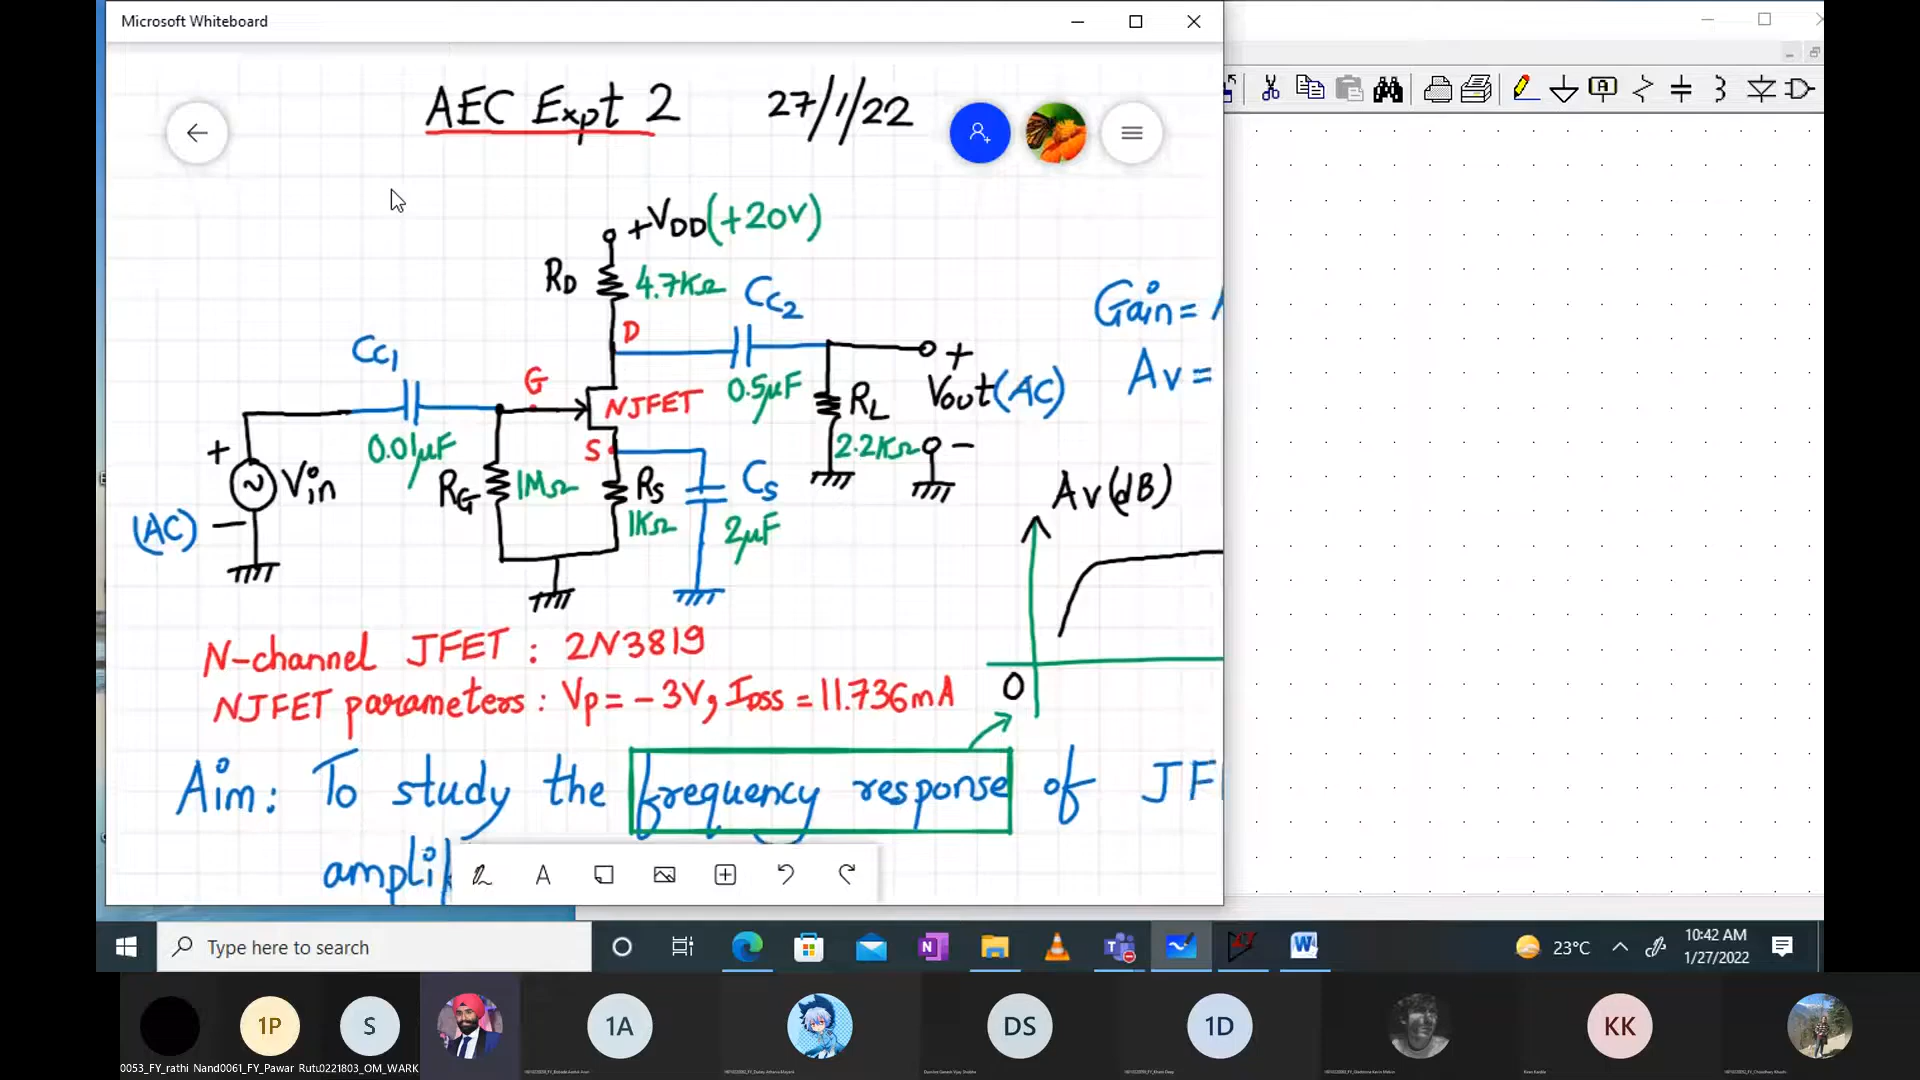 Microsoft Whiteboard
AEC Expt 2 27/1/22
+VDD(+20V)
RD 4.7KΩ CC2
D
CC1
G NJFET 0.5μF RL Vout(AC)
+
0.01μF S 2.2KΩ -
+ Vin RG 1MΩ RS CS
(AC) - 1KΩ 2μF
N-channel JFET : 2N3819
NJFET parameters : Vp = -3V, IDSS = 11.736mA
Gain =
Av =
Av(dB)
0
Aim: To study the frequency response of JF
Type here to search
23°C
10:42 AM
1/27/2022
1P S 1A DS 1D KK
0053_FY_rathi Nand0061_FY_Pawar Rutu0221803_OM_WARK